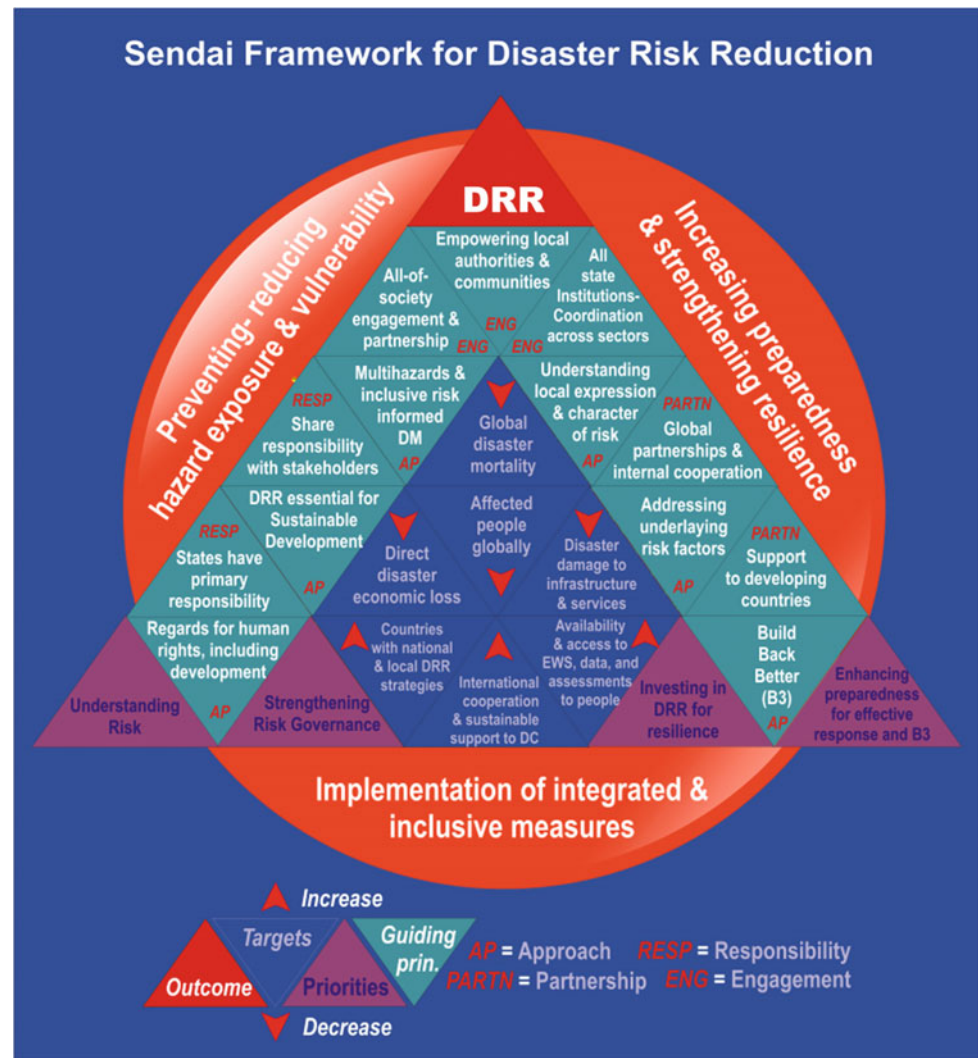 Sendai Framework for Disaster Risk Reduction
Preventing- reducing
hazard exposure & vulnerability
Increasing preparedness
& strengthening resilience
DRR
Empowering local
authorities &
communities
ENG
All-of-
society
engagement &
partnership
ENG
All
state
Institutions-
Coordination
across sectors
ENG
RESP
Share
responsibility
with stakeholders
Multihazards &
inclusive risk
informed
DM
AP
Global
disaster
mortality
Understanding
local expression
& character
of risk
AP
PARTN
Global
partnerships &
internal cooperation
RESP
States have
primary
responsibility
DRR essential for
Sustainable
Development
AP
Direct
disaster
economic loss
Affected
people
globally
Disaster
damage to
infrastructure
& services
Addressing
underlaying
risk factors
AP
PARTN
Support
to developing
countries
Understanding
Risk
Regards for human
rights, including
development
AP
Strengthening
Risk Governance
Countries
with national
& local DRR
strategies
International
cooperation
& sustainable
support to DC
Availability
& access to
EWS, data, and
assessments
to people
Investing in
DRR for
resilience
Build
Back
Better
(B3)
AP
Enhancing
preparedness
for effective
response and B3
Implementation of integrated &
inclusive measures
Increase
Targets
Guiding
prin.
Outcome
Priorities
Decrease
AP = Approach RESP = Responsibility
PARTN = Partnership ENG = Engagement